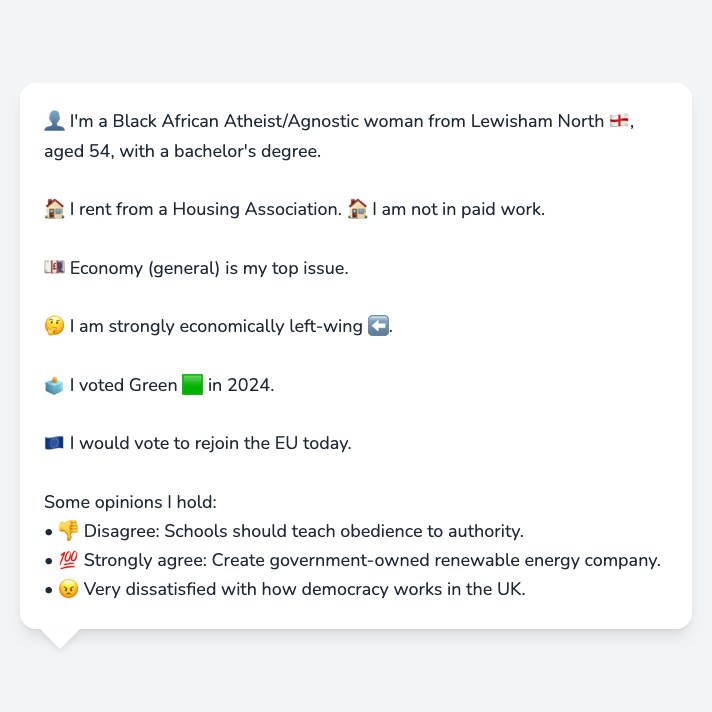 👤 I'm a Black African Atheist/Agnostic woman from Lewisham North 🏴󠁧󠁢󠁥󠁮󠁧󠁿,
aged 54, with a bachelor's degree.
🏠 I rent from a Housing Association. 🏠 I am not in paid work.
💷 Economy (general) is my top issue.
🤔 I am strongly economically left-wing ⬅️.
🗳️ I voted Green 🟩 in 2024.
🇪🇺 I would vote to rejoin the EU today.
Some opinions I hold:
• 👎 Disagree: Schools should teach obedience to authority.
• 💯 Strongly agree: Create government-owned renewable energy company.
• 😠 Very dissatisfied with how democracy works in the UK.